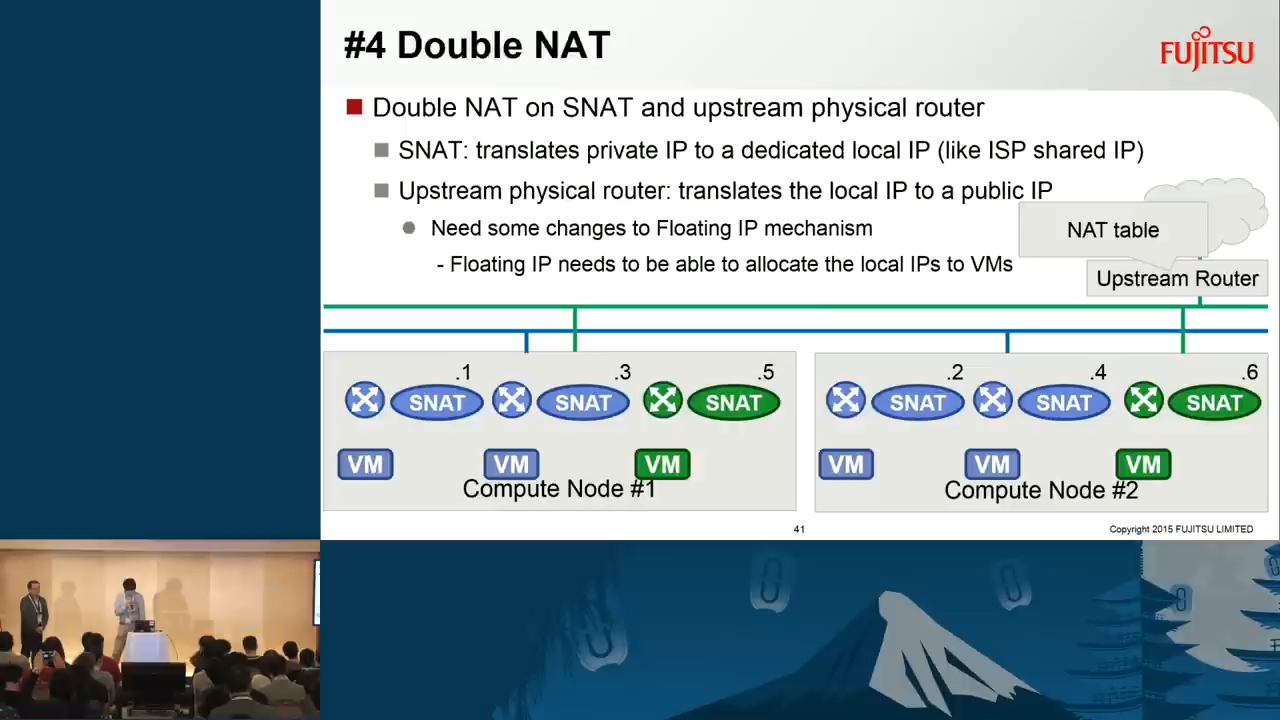 #4 Double NAT
FUJITSU
Double NAT on SNAT and upstream physical router
SNAT: translates private IP to a dedicated local IP (like ISP shared IP)
Upstream physical router: translates the local IP to a public IP
Need some changes to Floating IP mechanism
- Floating IP needs to be able to allocate the local IPs to VMs
NAT table
Upstream Router
.1 .3 .5
SNAT SNAT SNAT
VM VM VM
Compute Node #1
.2 .4 .6
SNAT SNAT SNAT
VM VM VM
Compute Node #2
41
Copyright 2015 FUJITSU LIMITED